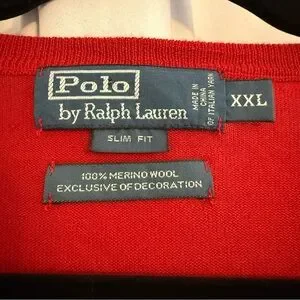 Polo
by Ralph Lauren
MADE IN
CHINA
OF ITALIAN YARN
XXL
SLIM FIT
100% MERINO WOOL
EXCLUSIVE OF DECORATION